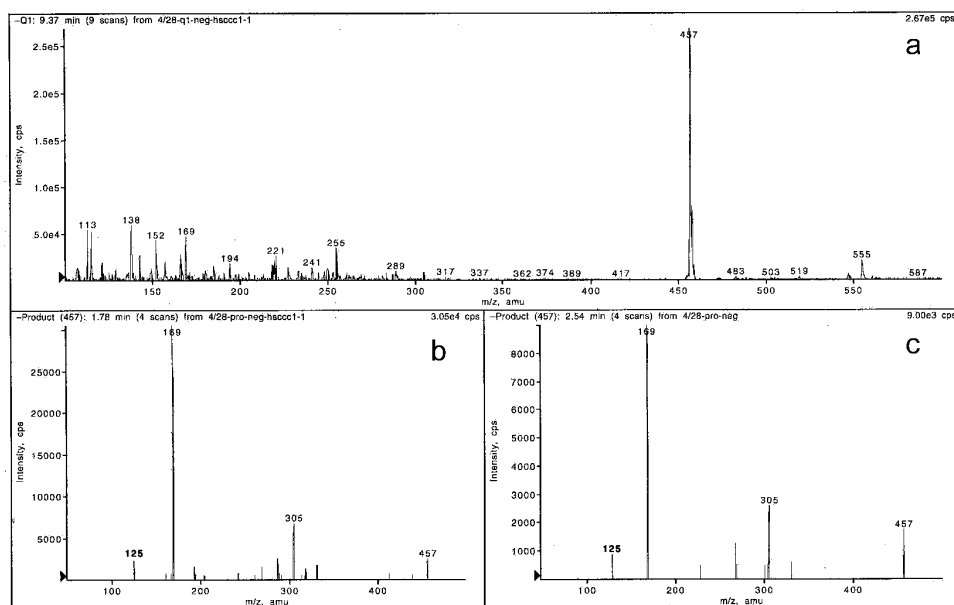 -Q1: 9.37 min (9 scans) from 4/28-q1-neg-hsccc1-1 2.67e5 cps
a
Intensity, cps
2.5e5
2.0e5
1.5e5
1.0e5
5.0e4
457
113
138
152
169
194
221
241
255
289
317
337
362
374
389
417
483
503
519
555
587
150 200 250 300 350 400 450 500 550
m/z, amu
-Product (457): 1.78 min (4 scans) from 4/28-pro-neg-hsccc1-1 3.05e4 cps
b
Intensity, cps
25000
20000
15000
10000
5000
169
125
305
457
100 200 300 400
m/z, amu
-Product (457): 2.54 min (4 scans) from 4/28-pro-neg 9.00e3 cps
c
Intensity, cps
8000
7000
6000
5000
4000
3000
2000
1000
169
125
305
457
100 200 300 400
m/z, amu